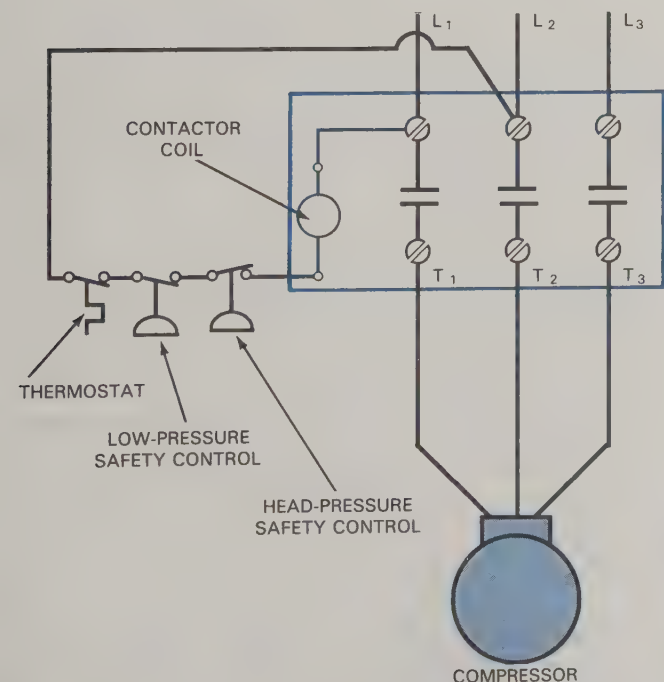 L1 L2 L3
CONTACTOR
COIL
T1 T2 T3
THERMOSTAT
LOW-PRESSURE
SAFETY CONTROL
HEAD-PRESSURE
SAFETY CONTROL
COMPRESSOR